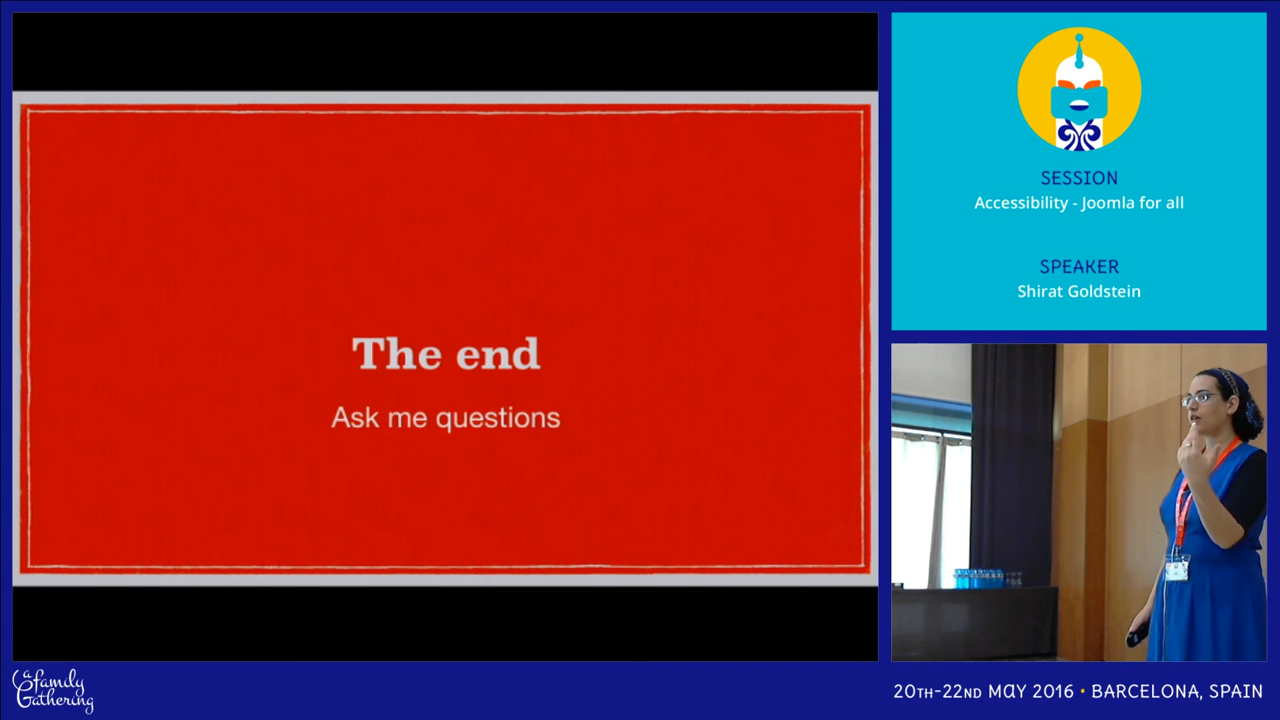 The end
Ask me questions
SESSION
Accessibility - Joomla for all
SPEAKER
Shirat Goldstein
a family
Gathering
20TH-22ND MAY 2016 • BARCELONA, SPAIN